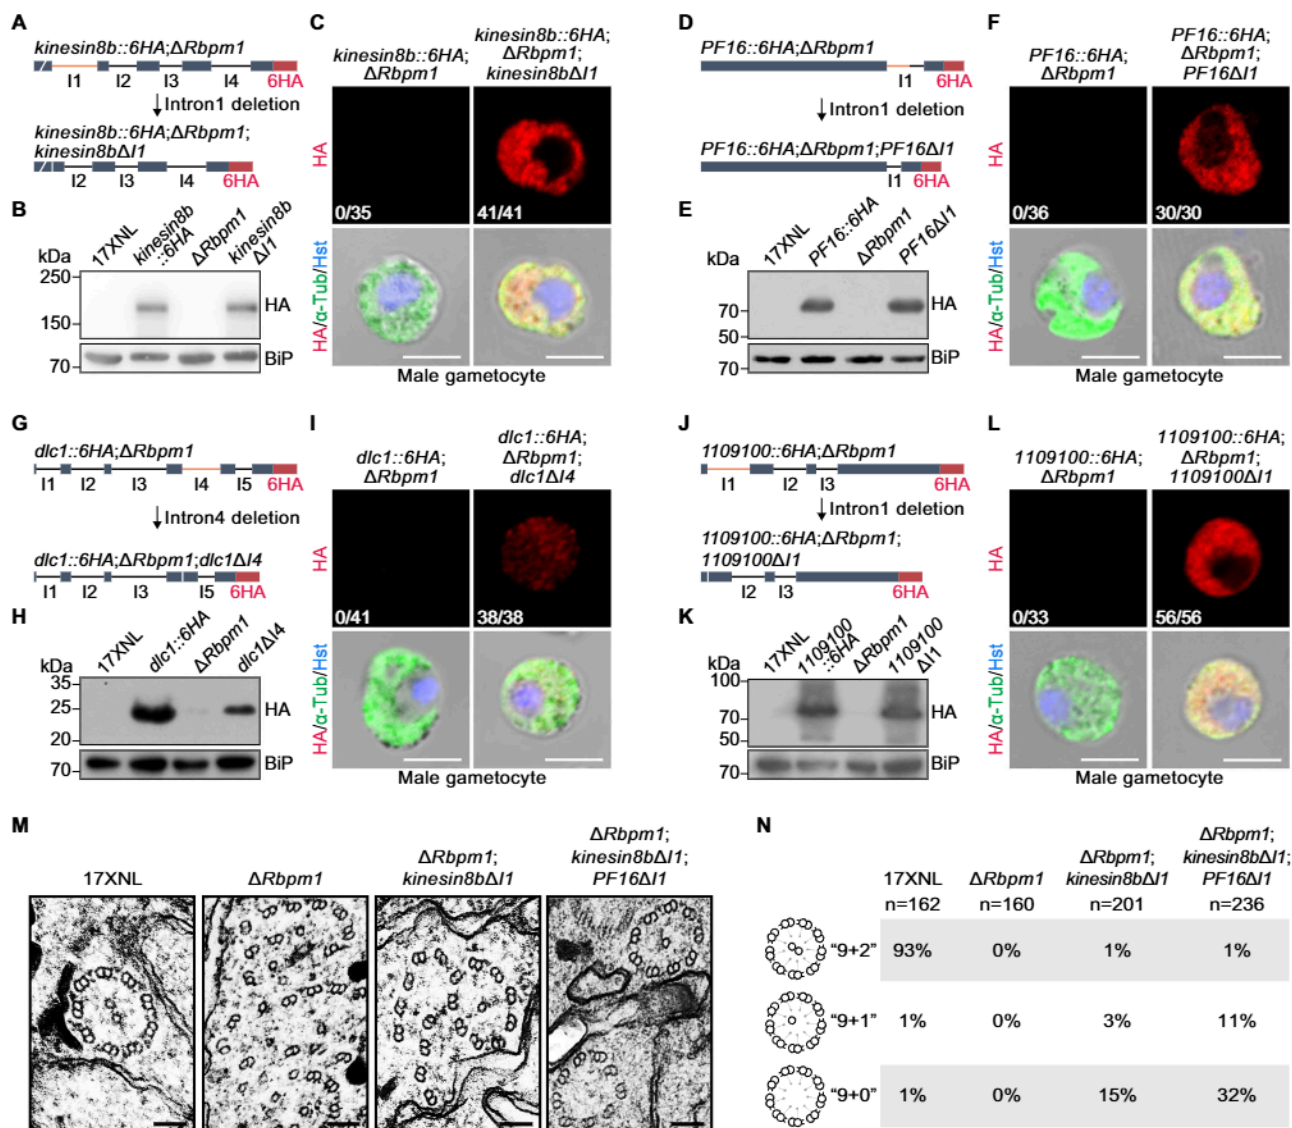 A
kinesin8b::6HA;ΔRbpm1
I1 I2 I3 I4 6HA
Intron1 deletion
kinesin8b::6HA;ΔRbpm1;
kinesin8bΔI1
I2 I3 I4 6HA
B
17XNL
kinesin8b
::6HA
ΔRbpm1
kinesin8b
ΔI1
kDa
250
150
HA
70
BiP
C
kinesin8b::6HA;
ΔRbpm1
kinesin8b::6HA;
ΔRbpm1;
kinesin8bΔI1
HA
0/35
41/41
HA/α-Tub/Hst
Male gametocyte
D
PF16::6HA;ΔRbpm1
I1 6HA
Intron1 deletion
PF16::6HA;ΔRbpm1;PF16ΔI1
I1 6HA
E
17XNL
PF16::6HA
ΔRbpm1
PF16ΔI1
kDa
70
50
HA
70
BiP
F
PF16::6HA;
ΔRbpm1
PF16::6HA;
ΔRbpm1;
PF16ΔI1
HA
0/36
30/30
HA/α-Tub/Hst
Male gametocyte
G
dlc1::6HA;ΔRbpm1
I1 I2 I3 I4 I5 6HA
Intron4 deletion
dlc1::6HA;ΔRbpm1;dlc1ΔI4
I1 I2 I3 I5 6HA
H
17XNL
dlc1::6HA
ΔRbpm1
dlc1ΔI4
kDa
35
25
20
HA
70
BiP
I
dlc1::6HA;
ΔRbpm1
dlc1::6HA;
ΔRbpm1;
dlc1ΔI4
HA
0/41
38/38
HA/α-Tub/Hst
Male gametocyte
J
1109100::6HA;ΔRbpm1
I1 I2 I3 6HA
Intron1 deletion
1109100::6HA;ΔRbpm1;
1109100ΔI1
I2 I3 6HA
K
17XNL
1109100
::6HA
ΔRbpm1
1109100
ΔI1
kDa
100
70
50
HA
70
BiP
L
1109100::6HA;
ΔRbpm1
1109100::6HA;
ΔRbpm1;
1109100ΔI1
HA
0/33
56/56
HA/α-Tub/Hst
Male gametocyte
M
17XNL
ΔRbpm1
ΔRbpm1;
kinesin8bΔI1
ΔRbpm1;
kinesin8bΔI1;
PF16ΔI1
N
17XNL
n=162
ΔRbpm1
n=160
ΔRbpm1;
kinesin8bΔI1
n=201
ΔRbpm1;
kinesin8bΔI1;
PF16ΔI1
n=236
"9+2" 93% 0% 1% 1%
"9+1" 1% 0% 3% 11%
"9+0" 1% 0% 15% 32%